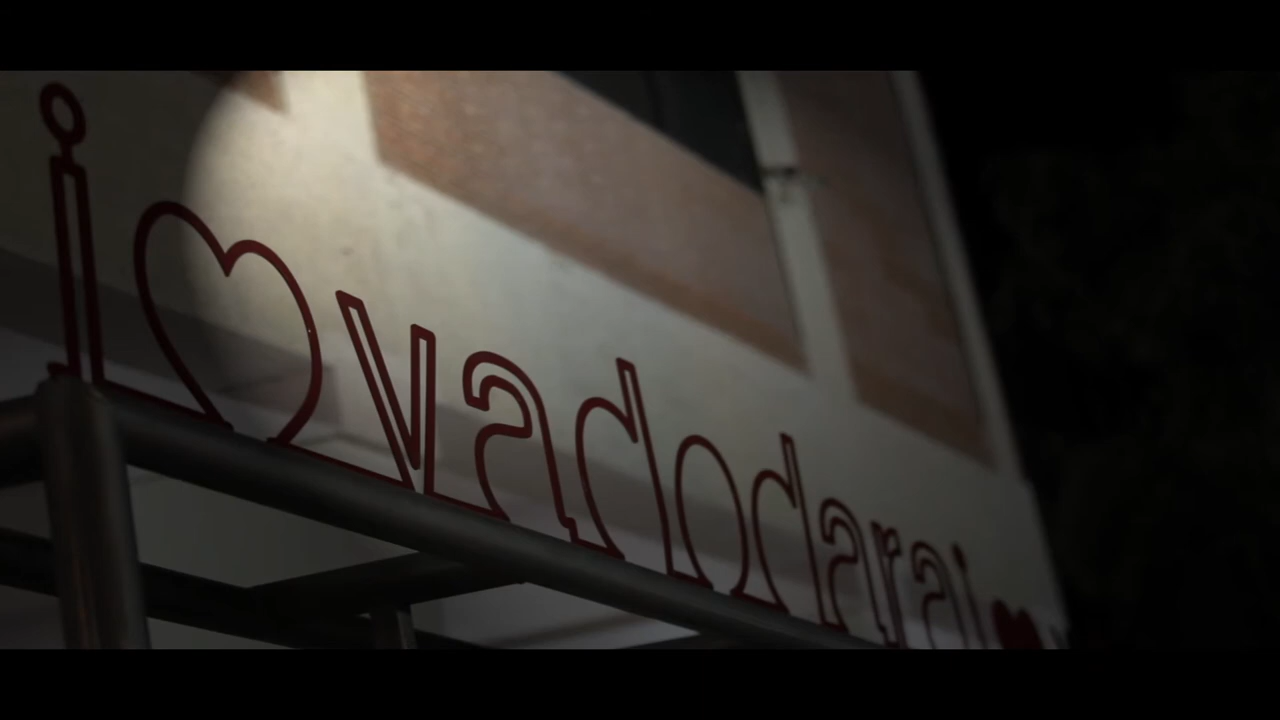 i ♡ vadodara i ♥